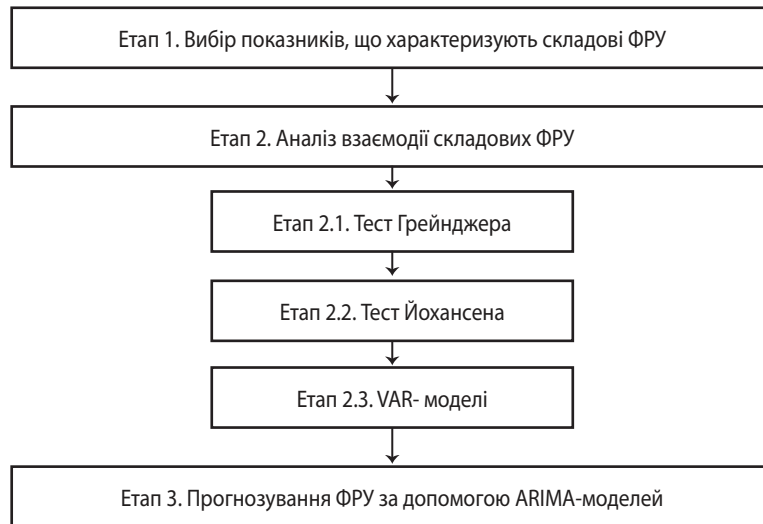 Етап 1. Вибір показників, що характеризують складові ФРУ
Етап 2. Аналіз взаємодії складових ФРУ
Етап 2.1. Тест Грейнджера
Етап 2.2. Тест Йохансена
Етап 2.3. VAR- моделі
Етап 3. Прогнозування ФРУ за допомогою ARIMA-моделей